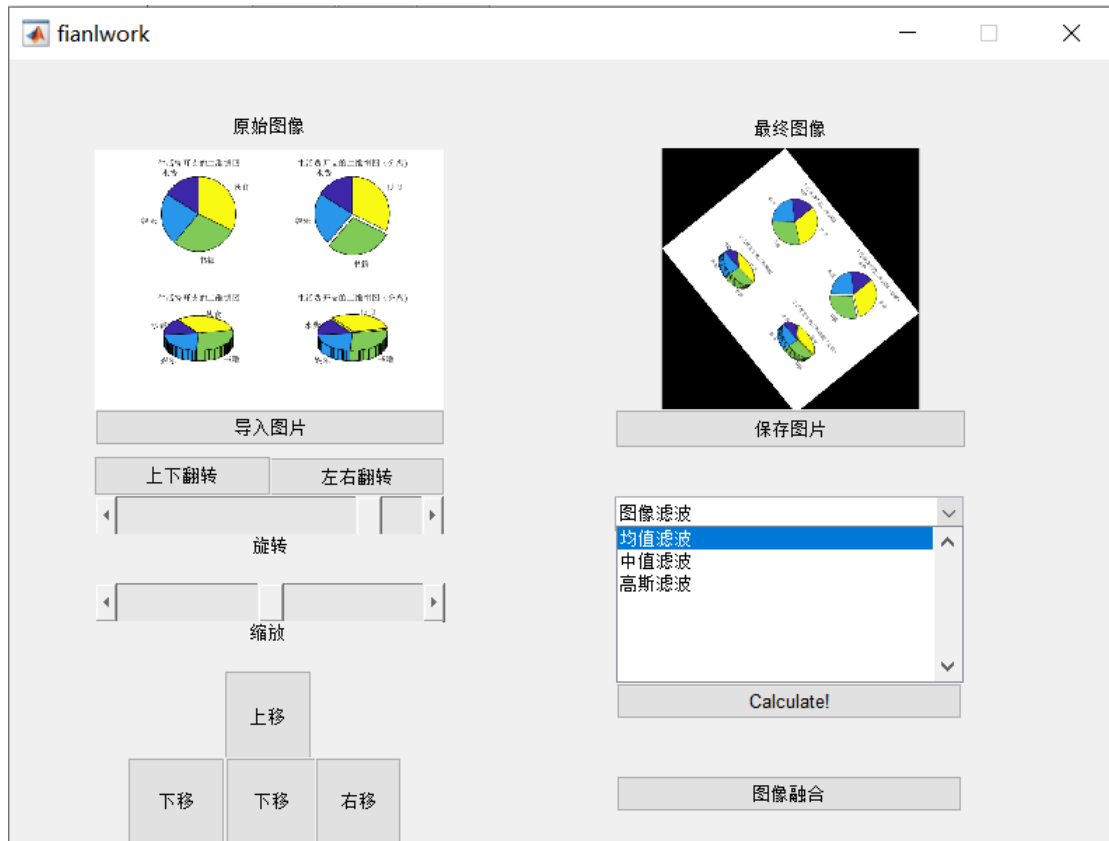 fianlwork
原始图像
最终图像
书籍
导入图片
保存图片
上下翻转
左右翻转
旋转
图像滤波
均值滤波
中值滤波
高斯滤波
缩放
Calculate!
上移
下移
下移
右移
图像融合